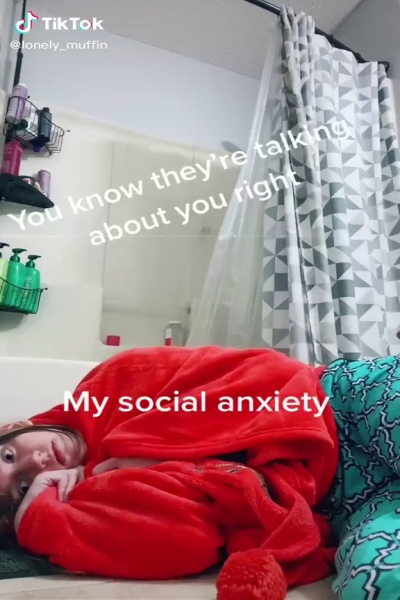 TikTok
@lonely_muffin
You know they're talking
about you right
My social anxiety